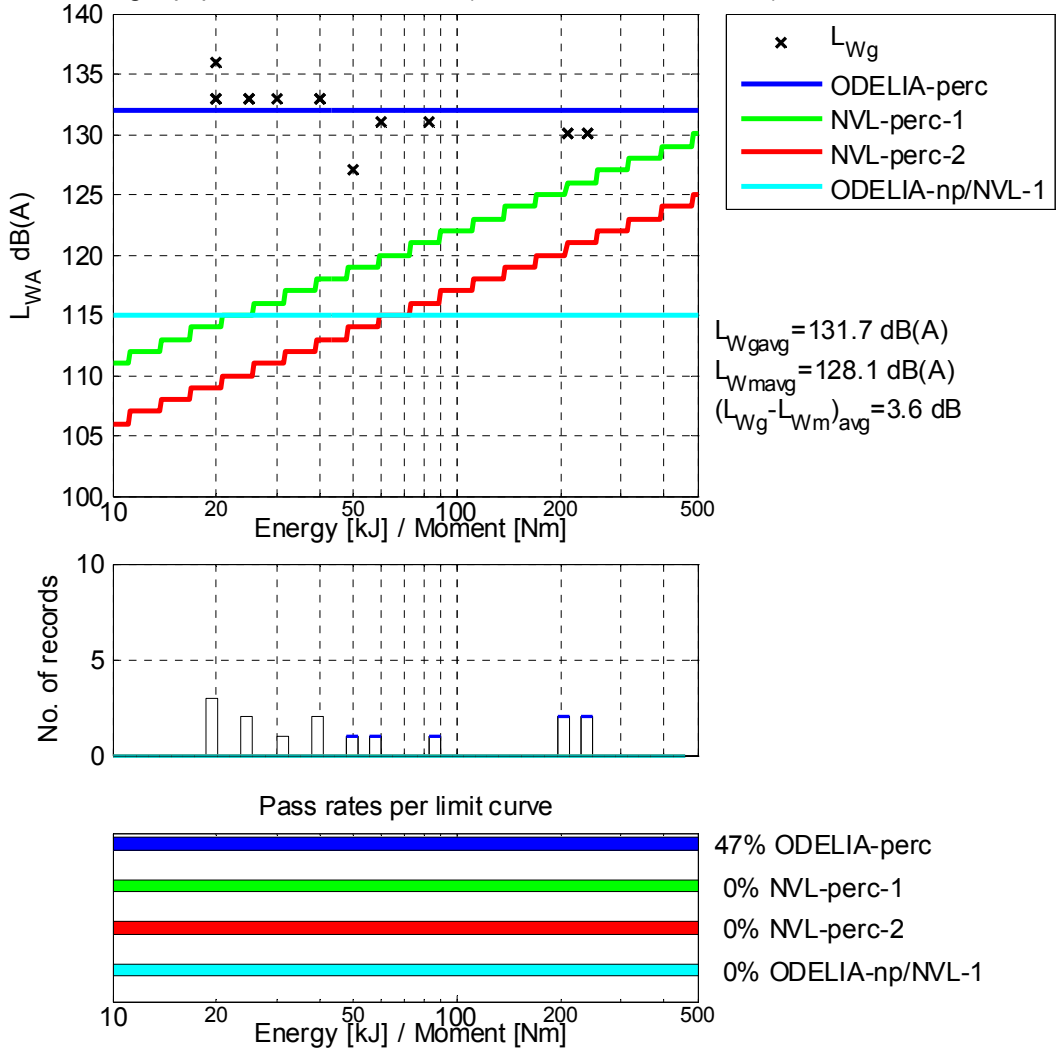 140
135
130
125
120
115
110
105
100
L_WA dB(A)
10 20 50 100 200 500
Energy [kJ] / Moment [Nm]
L_Wg
ODELIA-perc
NVL-perc-1
NVL-perc-2
ODELIA-np/NVL-1
L_Wgavg=131.7 dB(A)
L_Wmavg=128.1 dB(A)
(L_Wg-L_Wm)_avg=3.6 dB
10
5
0
No. of records
Pass rates per limit curve
47% ODELIA-perc
0% NVL-perc-1
0% NVL-perc-2
0% ODELIA-np/NVL-1
10 20 50 100 200 500
Energy [kJ] / Moment [Nm]